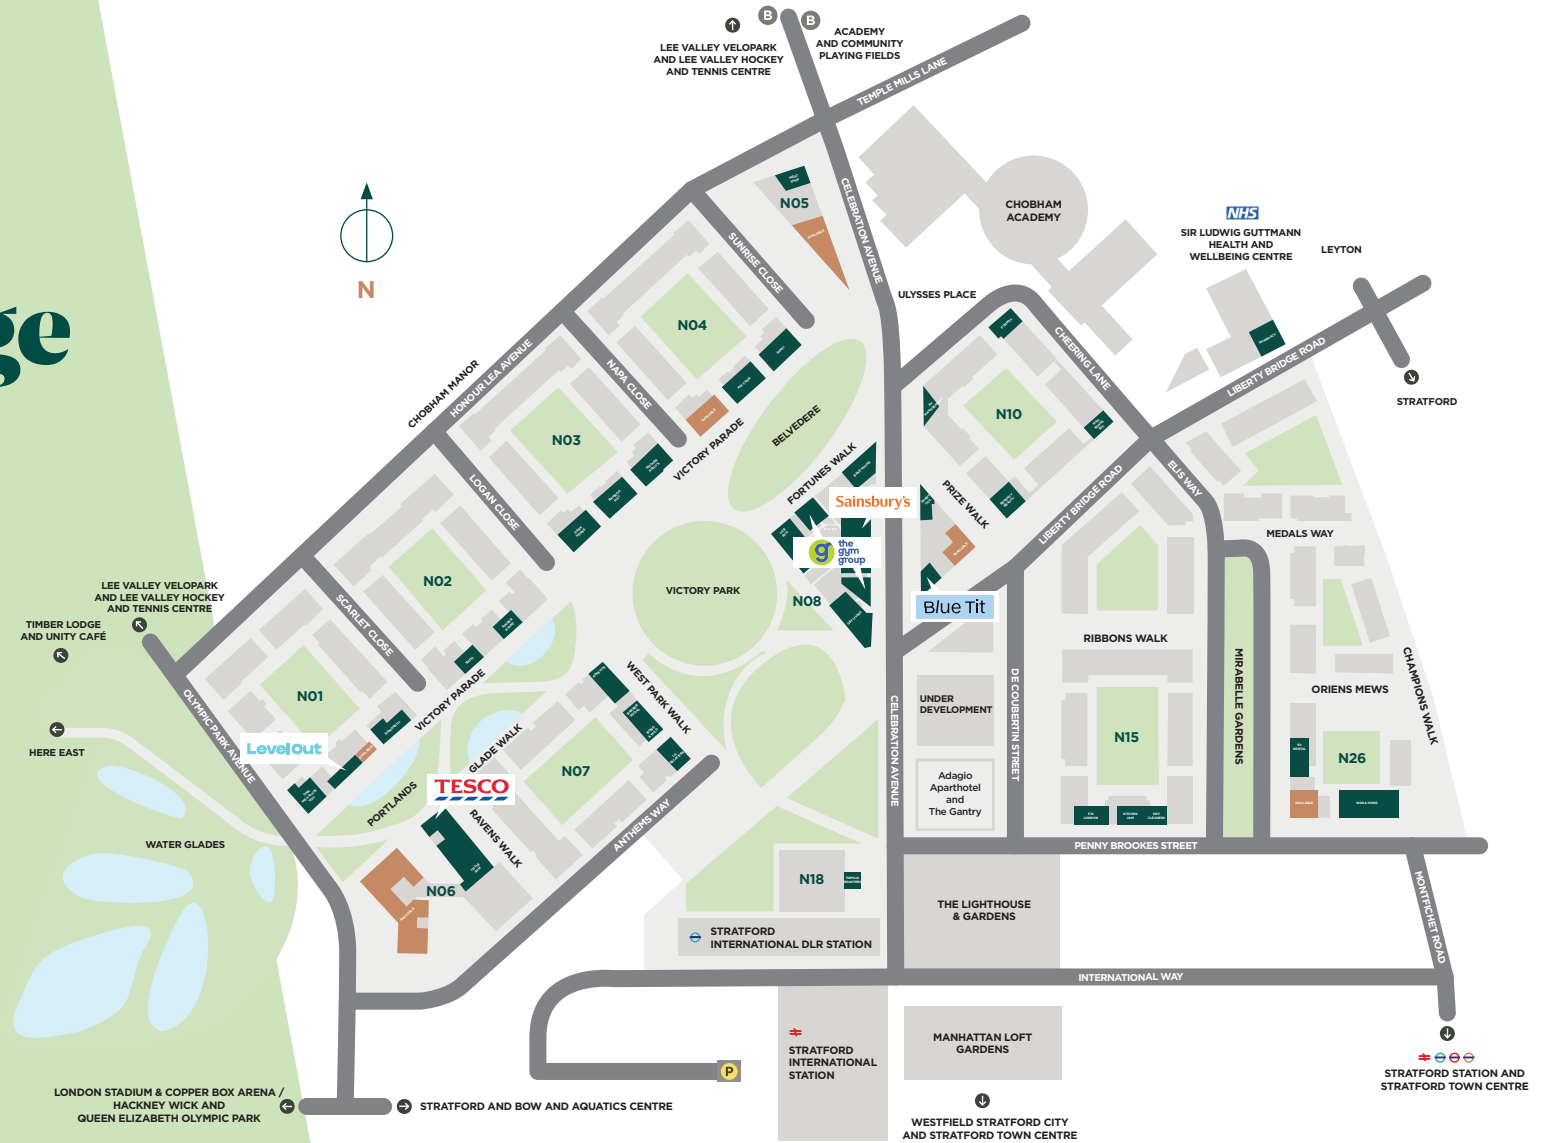 B
B
ACADEMY
AND COMMUNITY
PLAYING FIELDS
LEE VALLEY VELOPARK
AND LEE VALLEY HOCKEY
AND TENNIS CENTRE
TEMPLE MILLS LANE
CELEBRATION AVENUE
N05
AVAILABLE
CHOBHAM
ACADEMY
NHS
SIR LUDWIG GUTTMANN
HEALTH AND
WELLBEING CENTRE
LEYTON
N
ge
SUNRISE CLOSE
ULYSSES PLACE
N04
CHEERING LANE
LIBERTY BRIDGE ROAD
STRATFORD
CHOBHAM MANOR
HONOUR LEA AVENUE
NAPA CLOSE
N03
VICTORY PARADE
BELVEDERE
N10
FORTUNES WALK
PRIZE WALK
LIBERTY BRIDGE ROAD
ELIS WAY
LOGAN CLOSE
Sainsbury's
the
gym
group
MEDALS WAY
N02
VICTORY PARK
N08
Blue Tit
LEE VALLEY VELOPARK
AND LEE VALLEY HOCKEY
AND TENNIS CENTRE
TIMBER LODGE
AND UNITY CAFÉ
SCARLET CLOSE
RIBBONS WALK
N01
VICTORY PARADE
WEST PARK WALK
UNDER
DEVELOPMENT
DE COUBERTIN STREET
MIRABELLE GARDENS
ORIENS MEWS
CHAMPIONS WALK
OLYMPIC PARK AVENUE
LevelOut
HERE EAST
GLADE WALK
N07
CELEBRATION AVENUE
N15
N26
TESCO
PORTLANDS
RAVENS WALK
ANTHEMS WAY
Adagio
Aparthotel
and
The Gantry
AVAILABLE
WATER GLADES
PENNY BROOKES STREET
N06
N18
THE LIGHTHOUSE
& GARDENS
MONTFICHET ROAD
STRATFORD
INTERNATIONAL DLR STATION
INTERNATIONAL WAY
STRATFORD
INTERNATIONAL
STATION
MANHATTAN LOFT
GARDENS
P
STRATFORD STATION AND
STRATFORD TOWN CENTRE
LONDON STADIUM & COPPER BOX ARENA /
HACKNEY WICK AND
QUEEN ELIZABETH OLYMPIC PARK
STRATFORD AND BOW AND AQUATICS CENTRE
WESTFIELD STRATFORD CITY
AND STRATFORD TOWN CENTRE